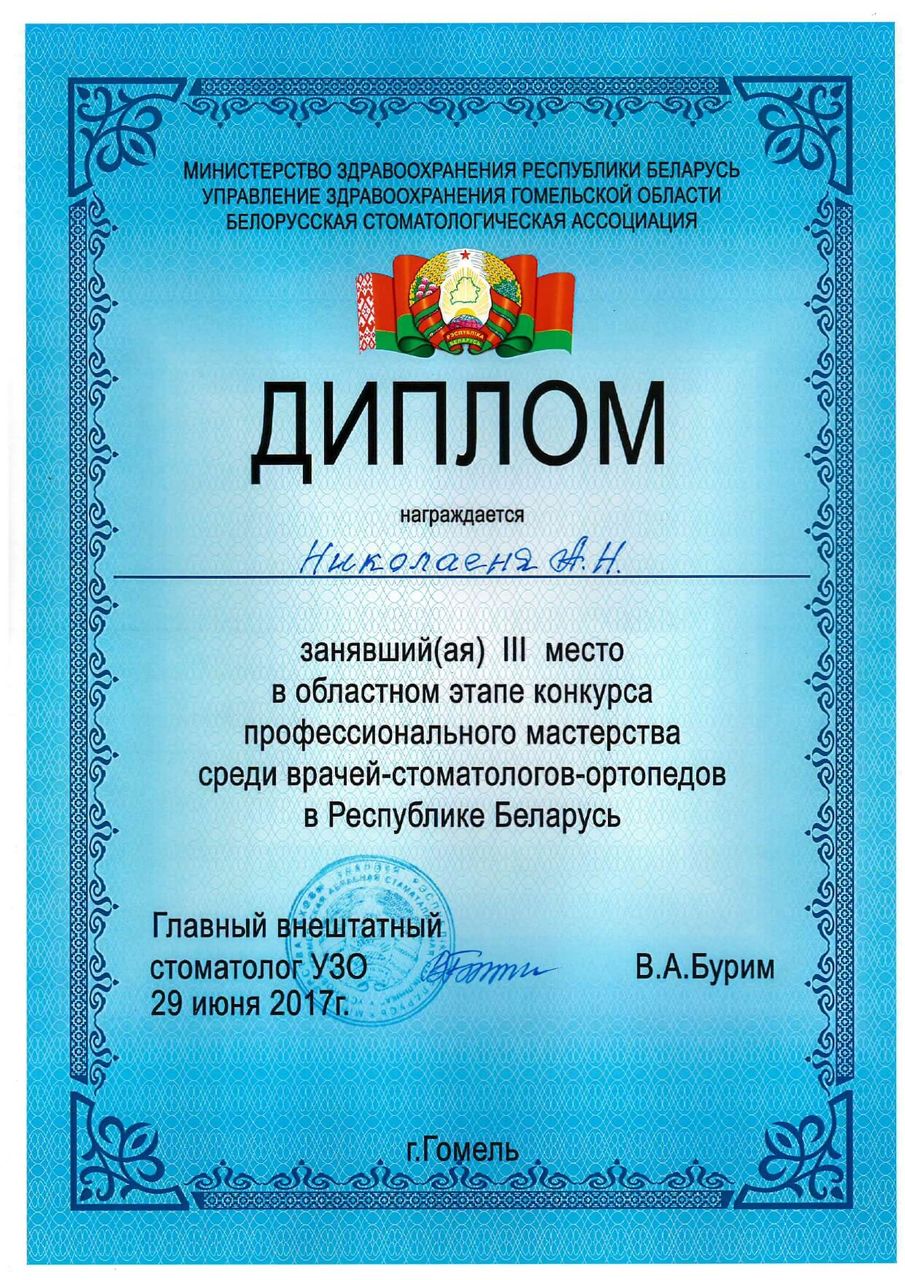 МИНИСТЕРСТВО ЗДРАВООХРАНЕНИЯ РЕСПУБЛИКИ БЕЛАРУСЬ
УПРАВЛЕНИЕ ЗДРАВООХРАНЕНИЯ ГОМЕЛЬСКОЙ ОБЛАСТИ
БЕЛОРУССКАЯ СТОМАТОЛОГИЧЕСКАЯ АССОЦИАЦИЯ
РЭСПУБЛІКА
БЕЛАРУСЬ
ДИПЛОМ
награждается
Николаеня А.Н.
занявший(ая) III место
в областном этапе конкурса
профессионального мастерства
среди врачей-стоматологов-ортопедов
в Республике Беларусь
Главный внештатный
стоматолог УЗО
В.А.Бурим
29 июня 2017г.
г.Гомель